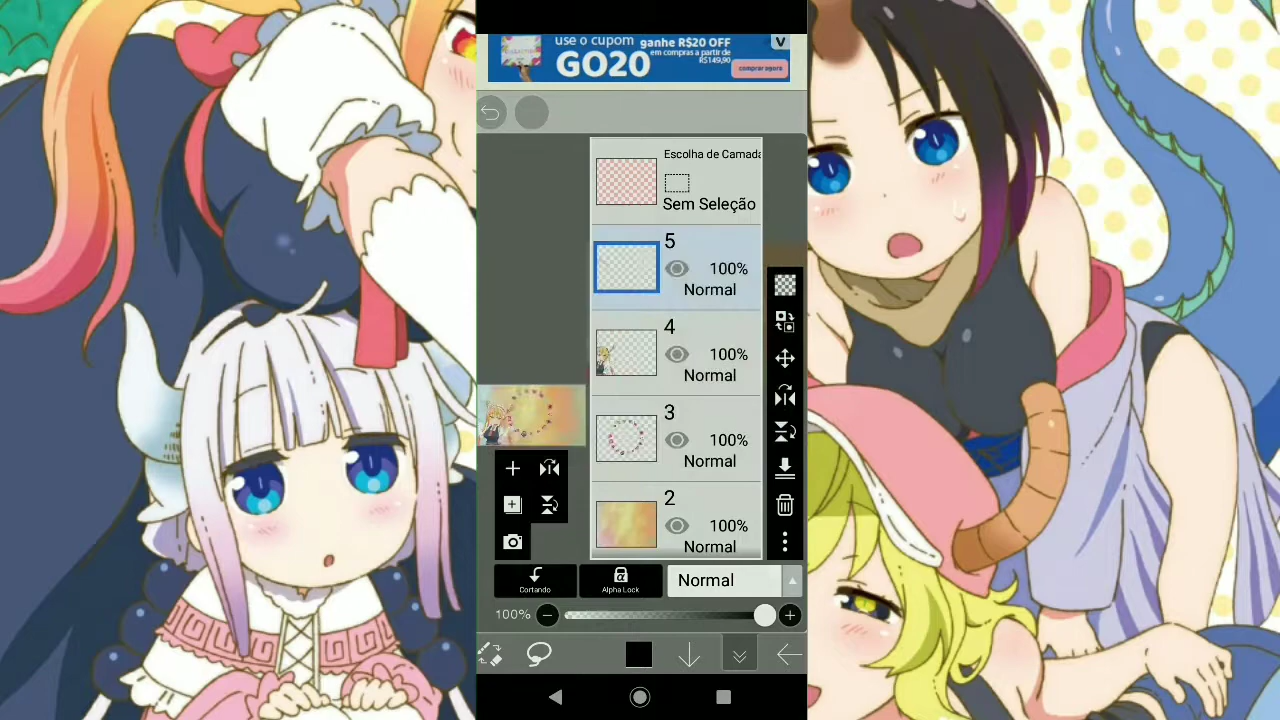 use o cupom
GO20
ganhe R$20 OFF
em compras a partir de
R$149,90
comprar agora
V
Escolha de Camada
Sem Seleção
5
100%
Normal
4
100%
Normal
3
100%
Normal
2
100%
Normal
Cortando
Alpha Lock
Normal
100%